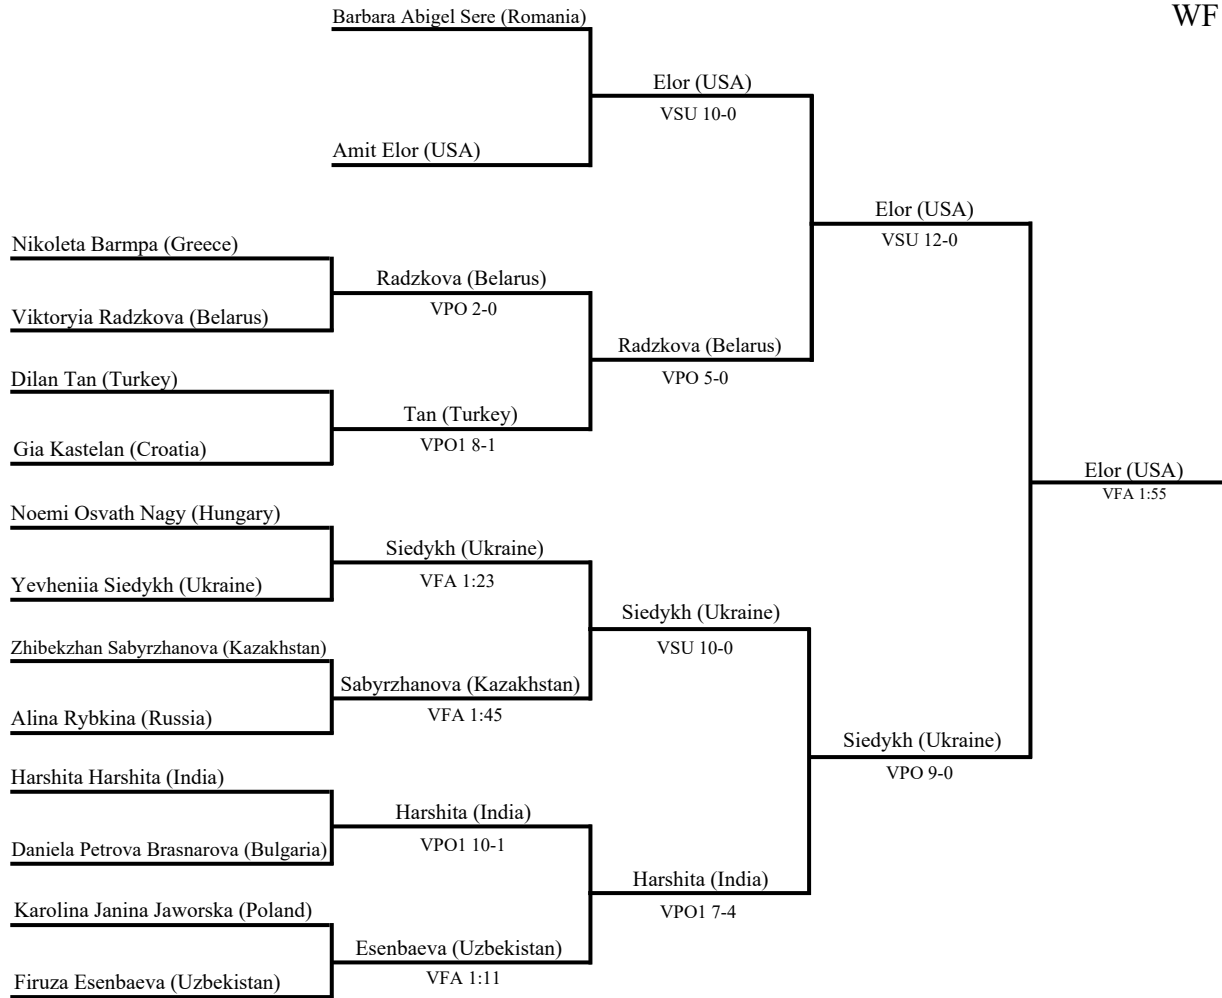 WF
Barbara Abigel Sere (Romania)
Elor (USA)
VSU 10-0
Amit Elor (USA)
Elor (USA)
VSU 12-0
Nikoleta Barmpa (Greece)
Radzkova (Belarus)
VPO 2-0
Viktoryia Radzkova (Belarus)
Radzkova (Belarus)
VPO 5-0
Dilan Tan (Turkey)
Tan (Turkey)
VPO1 8-1
Gia Kastelan (Croatia)
Elor (USA)
VFA 1:55
Noemi Osvath Nagy (Hungary)
Siedykh (Ukraine)
VFA 1:23
Yevheniia Siedykh (Ukraine)
Siedykh (Ukraine)
VSU 10-0
Zhibekzhan Sabyrzhanova (Kazakhstan)
Sabyrzhanova (Kazakhstan)
VFA 1:45
Alina Rybkina (Russia)
Siedykh (Ukraine)
VPO 9-0
Harshita Harshita (India)
Harshita (India)
VPO1 10-1
Daniela Petrova Brasnarova (Bulgaria)
Harshita (India)
VPO1 7-4
Karolina Janina Jaworska (Poland)
Esenbaeva (Uzbekistan)
VFA 1:11
Firuza Esenbaeva (Uzbekistan)